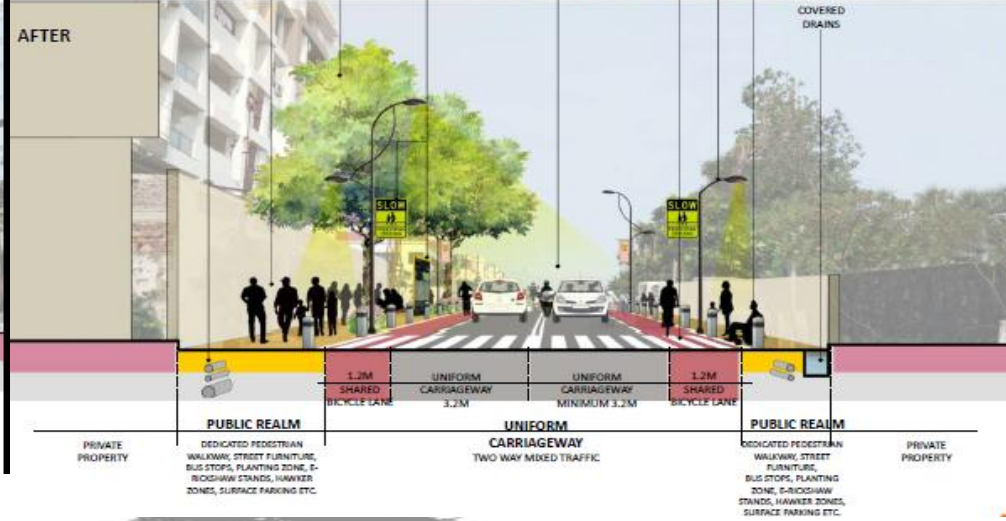 COVERED
DRAINS
AFTER
SLOW
SLOW
1.2M
SHARED
BICYCLE LANE
UNIFORM
CARRIAGEWAY
3.2M
UNIFORM
CARRIAGEWAY
MINIMUM 3.2M
1.2M
SHARED
BICYCLE LANE
PRIVATE
PROPERTY
PUBLIC REALM
DEDICATED PEDESTRIAN
WALKWAY, STREET FURNITURE,
BUS STOPS, PLANTING ZONE, E-
RICKSHAW STANDS, HAWKER
ZONES, SURFACE PARKING ETC.
UNIFORM
CARRIAGEWAY
TWO WAY MIXED TRAFFIC
PUBLIC REALM
DEDICATED PEDESTRIAN
WALKWAY, STREET
FURNITURE,
BUS STOPS, PLANTING
ZONE, E-RICKSHAW
STANDS, HAWKER ZONES,
SURFACE PARKING ETC.
PRIVATE
PROPERTY